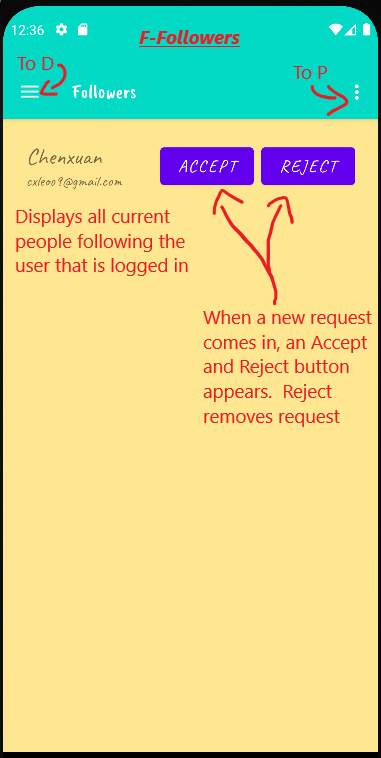 12:36
F-Followers
To D
To P
Followers
Chenxuan
cxleo09@gmail.com
ACCEPT
REJECT
Displays all current
people following the
user that is logged in
When a new request
comes in, an Accept
and Reject button
appears. Reject
removes request